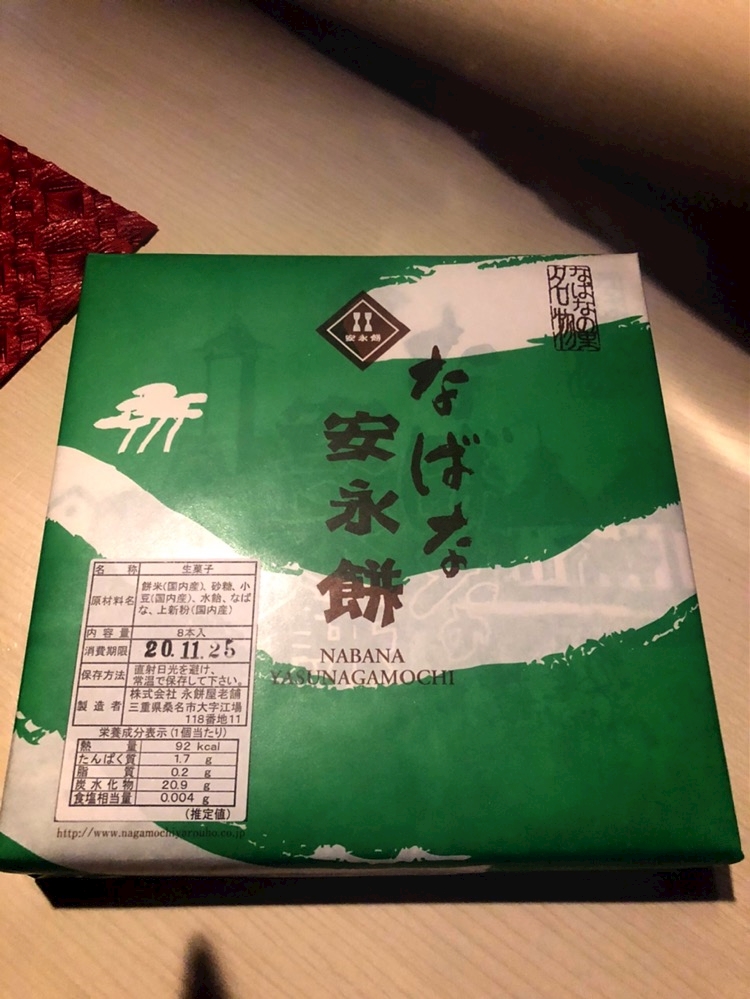 なばなの里
名物
安永餅
なばな
安永餅
NABANA
YASUNAGAMOCHI
名 称 生菓子
原材料名 餅米(国内産)、砂糖、小
豆(国内産)、水飴、なば
な、上新粉(国内産)
内容量 8本入
消費期限 20.11.25
保存方法 直射日光を避け、
常温で保存して下さい。
製造者 株式会社 永餅屋老舗
三重県桑名市大字江場
118番地11
栄養成分表示(1個当たり)
熱 量 92 kcal
たんぱく質 1.7 g
脂 質 0.2 g
炭水化物 20.9 g
食塩相当量 0.004 g
(推定値)
http://www.nagamochiyarouho.co.jp